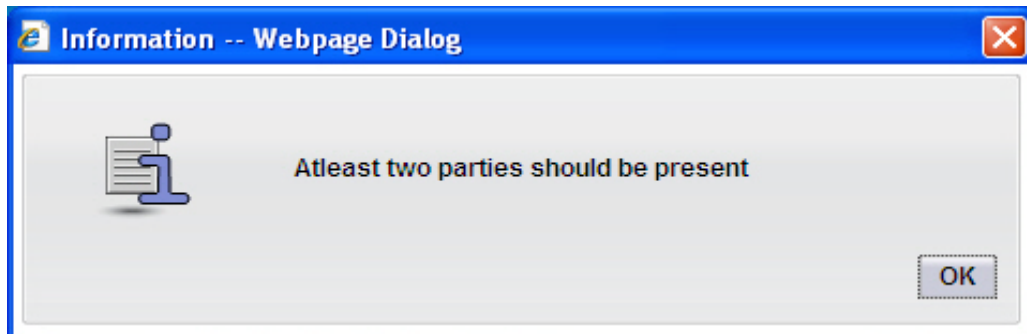 Information -- Webpage Dialog
Atleast two parties should be present
OK